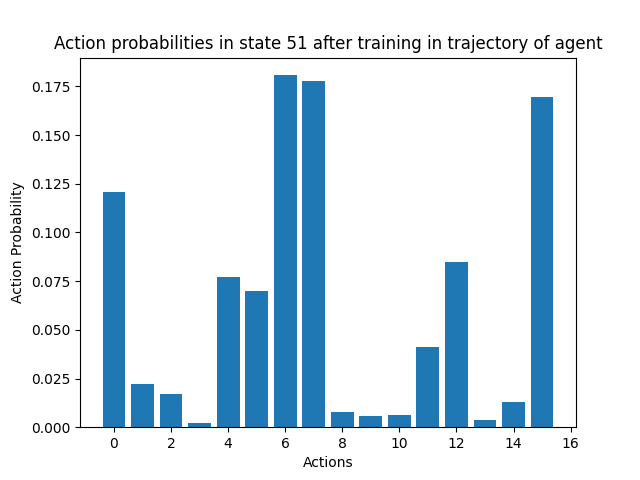 Action probabilities in state 51 after training in trajectory of agent
0.175
0.150
0.125
0.100
0.075
0.050
0.025
0.000
Action Probability
0 2 4 6 8 10 12 14 16
Actions